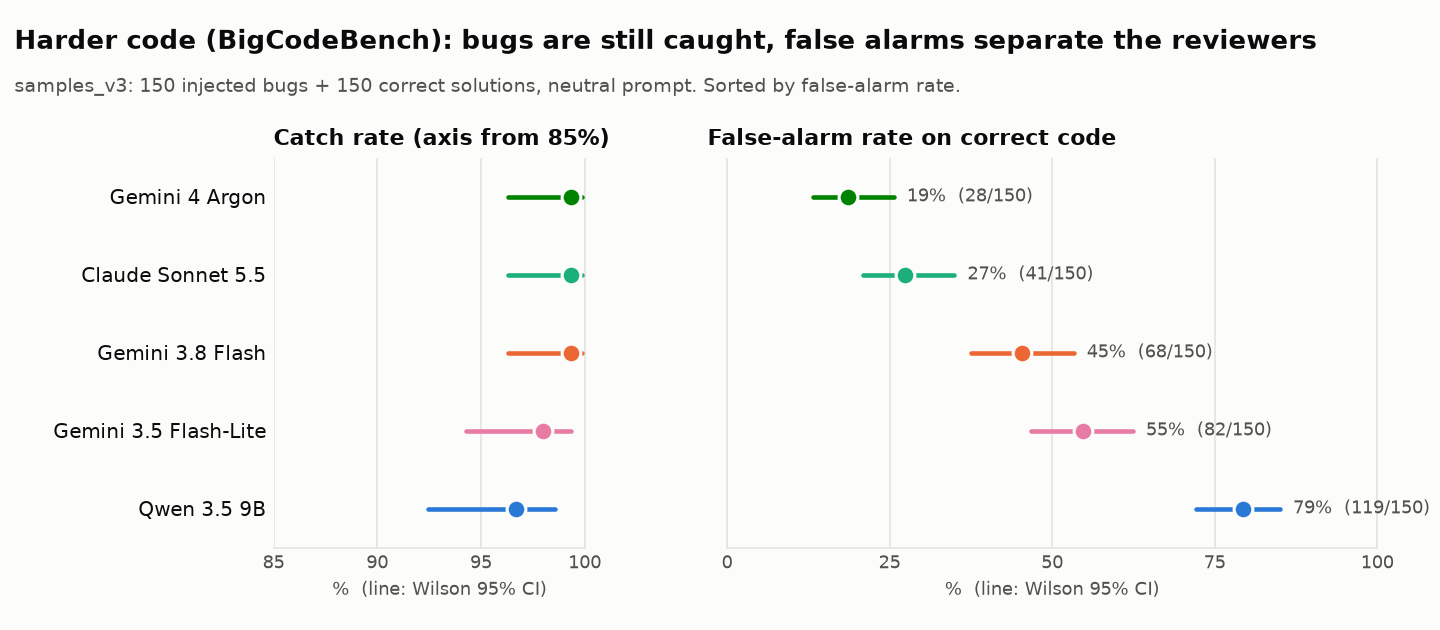 Harder code (BigCodeBench): bugs are still caught, false alarms separate the reviewers
samples_v3: 150 injected bugs + 150 correct solutions, neutral prompt. Sorted by false-alarm rate.
Catch rate (axis from 85%)
False-alarm rate on correct code
Gemini 4 Argon
19% (28/150)
Claude Sonnet 5.5
27% (41/150)
Gemini 3.8 Flash
45% (68/150)
Gemini 3.5 Flash-Lite
55% (82/150)
Qwen 3.5 9B
79% (119/150)
85 90 95 100
0 25 50 75 100
% (line: Wilson 95% CI)
% (line: Wilson 95% CI)